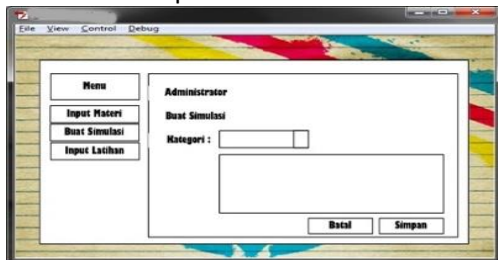 File View Control Debug
Menu
Input Materi
Buat Simulasi
Input Latihan
Administrator
Buat Simulasi
Kategori :
Batal Simpan